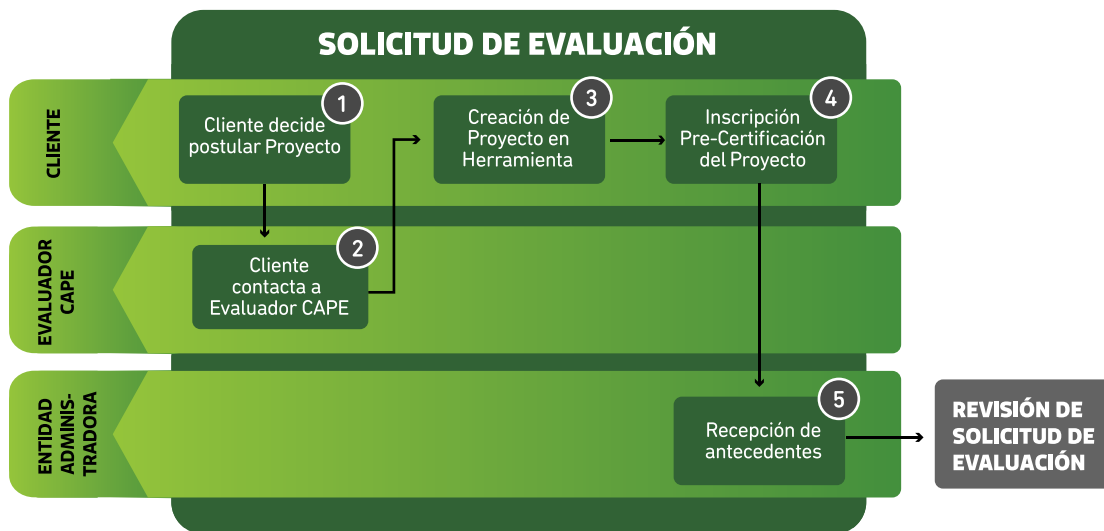 SOLICITUD DE EVALUACIÓN
CLIENTE
1
Cliente decide
postular Proyecto
3
Creación de
Proyecto en
Herramienta
4
Inscripción
Pre-Certificación
del Proyecto
EVALUADOR
CAPE
2
Cliente
contacta a
Evaluador CAPE
ENTIDAD
ADMINIS-
TRADORA
5
Recepción de
antecedentes
REVISIÓN DE
SOLICITUD DE
EVALUACIÓN